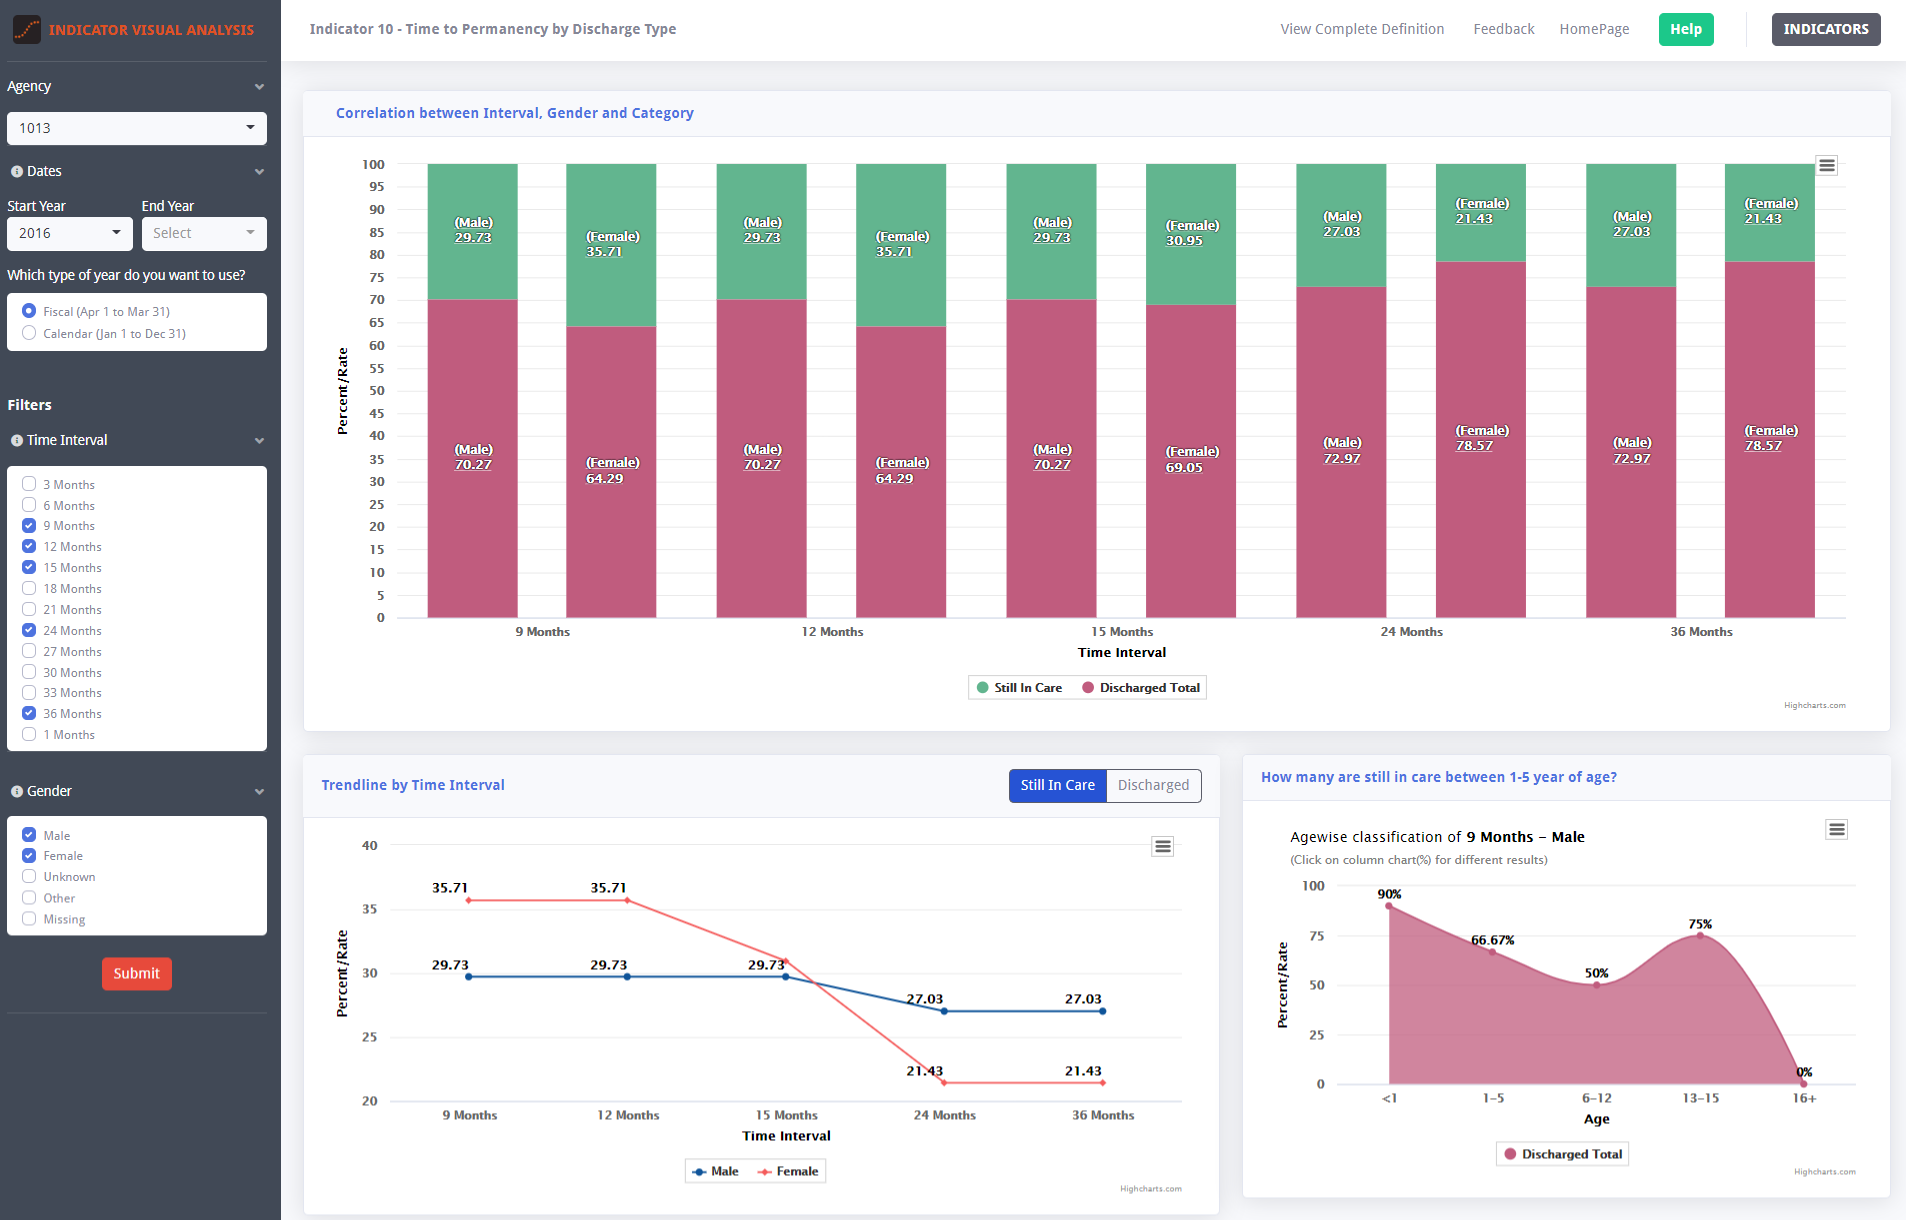 INDICATOR VISUAL ANALYSIS
Agency
1013
Dates
Start Year End Year
2016 Select
Which type of year do you want to use?
Fiscal (Apr 1 to Mar 31)
Calendar (Jan 1 to Dec 31)
Filters
Time Interval
3 Months
6 Months
9 Months
12 Months
15 Months
18 Months
21 Months
24 Months
27 Months
30 Months
33 Months
36 Months
1 Months
Gender
Male
Female
Unknown
Other
Missing
Submit
Indicator 10 - Time to Permanency by Discharge Type
View Complete Definition Feedback HomePage Help INDICATORS
Correlation between Interval, Gender and Category
Percent/Rate
100
95
90
85
80
75
70
65
60
55
50
45
40
35
30
25
20
15
10
5
0
(Male)
29.73
(Female)
35.71
(Male)
29.73
(Female)
35.71
(Male)
29.73
(Female)
30.95
(Male)
27.03
(Female)
21.43
(Male)
27.03
(Female)
21.43
(Male)
70.27
(Female)
64.29
(Male)
70.27
(Female)
64.29
(Male)
70.27
(Female)
69.05
(Male)
72.97
(Female)
78.57
(Male)
72.97
(Female)
78.57
9 Months 12 Months 15 Months 24 Months 36 Months
Time Interval
Still In Care Discharged Total
Highcharts.com
Trendline by Time Interval
Still In Care Discharged
Percent/Rate
40
35
30
25
20
35.71 35.71
29.73 29.73 29.73
27.03 27.03
21.43 21.43
9 Months 12 Months 15 Months 24 Months 36 Months
Time Interval
Male Female
Highcharts.com
How many are still in care between 1-5 year of age?
Agewise classification of 9 Months - Male
(Click on column chart(%) for different results)
Percent/Rate
100
75
50
25
0
90%
66.67%
50%
75%
0%
<1 1-5 6-12 13-15 16+
Age
Discharged Total
Highcharts.com